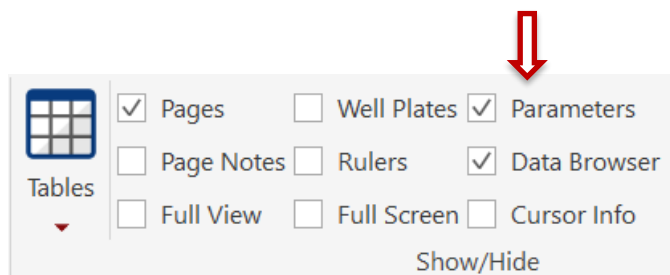 Pages Well Plates Parameters
Page Notes Rulers Data Browser
Tables
Full View Full Screen Cursor Info
Show/Hide